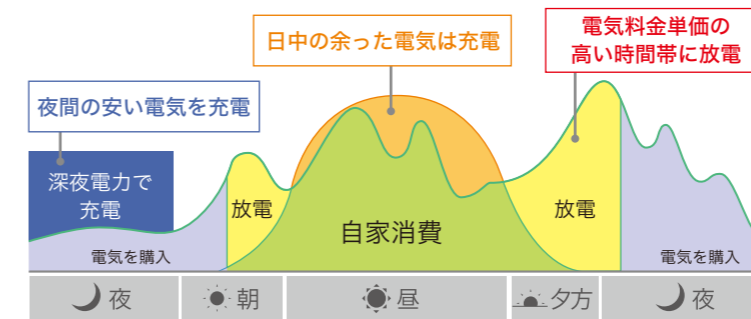 電気料金単価の
高い時間帯に放電
日中の余った電気は充電
夜間の安い電気を充電
深夜電力で
充電
放電
自家消費
放電
電気を購入
電気を購入
夜
朝
昼
夕方
夜